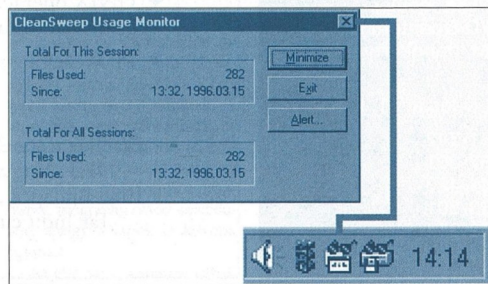 CleanSweep Usage Monitor
Total For This Session:
Files Used: 282
Since: 13:32, 1996.03.15
Total For All Sessions:
Files Used: 282
Since: 13:32, 1996.03.15
Minimize
Exit
Alert...
14:14